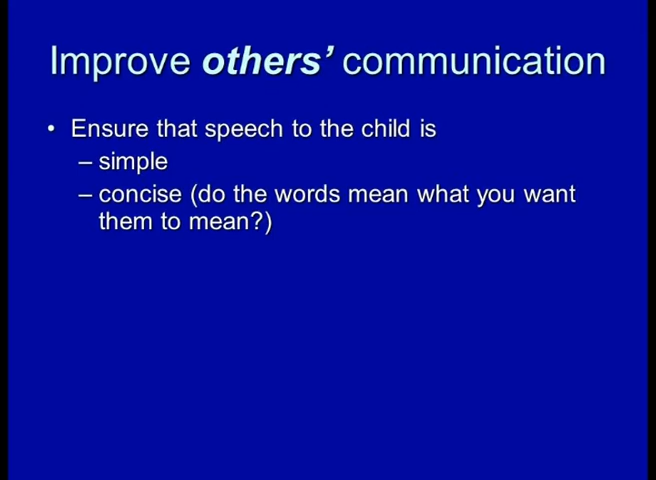 Improve others’ communication
• Ensure that speech to the child is
– simple
– concise (do the words mean what you want
them to mean?)